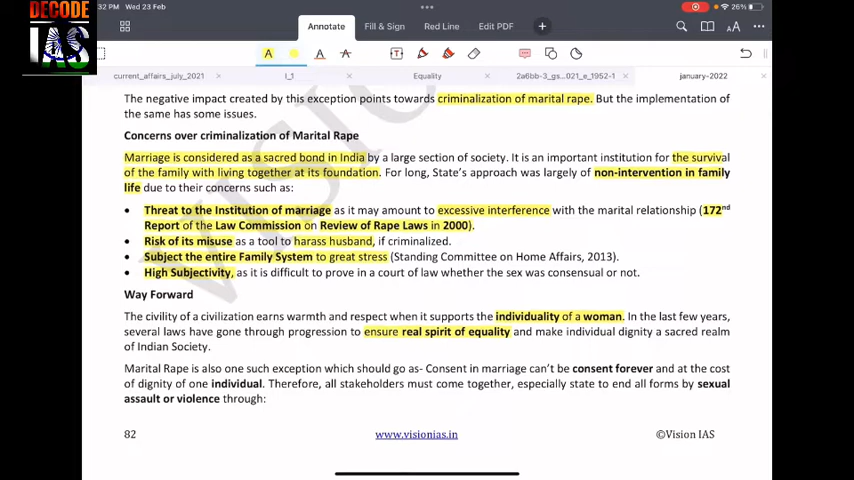 DECODE
IAS
32 PM Wed 23 Feb
26%
Annotate
Fill & Sign
Red Line
Edit PDF
current_affairs_july_2021
I_1
Equality
2a6bb-3_gs...021_e_1952-1
january-2022
The negative impact created by this exception points towards criminalization of marital rape. But the implementation of
the same has some issues.
Concerns over criminalization of Marital Rape
Marriage is considered as a sacred bond in India by a large section of society. It is an important institution for the survival
of the family with living together at its foundation. For long, State's approach was largely of non-intervention in family
life due to their concerns such as:
• Threat to the Institution of marriage as it may amount to excessive interference with the marital relationship (172nd
Report of the Law Commission on Review of Rape Laws in 2000).
• Risk of its misuse as a tool to harass husband, if criminalized.
• Subject the entire Family System to great stress (Standing Committee on Home Affairs, 2013).
• High Subjectivity, as it is difficult to prove in a court of law whether the sex was consensual or not.
Way Forward
The civility of a civilization earns warmth and respect when it supports the individuality of a woman. In the last few years,
several laws have gone through progression to ensure real spirit of equality and make individual dignity a sacred realm
of Indian Society.
Marital Rape is also one such exception which should go as- Consent in marriage can't be consent forever and at the cost
of dignity of one individual. Therefore, all stakeholders must come together, especially state to end all forms by sexual
assault or violence through:
82
www.visionias.in
©Vision IAS